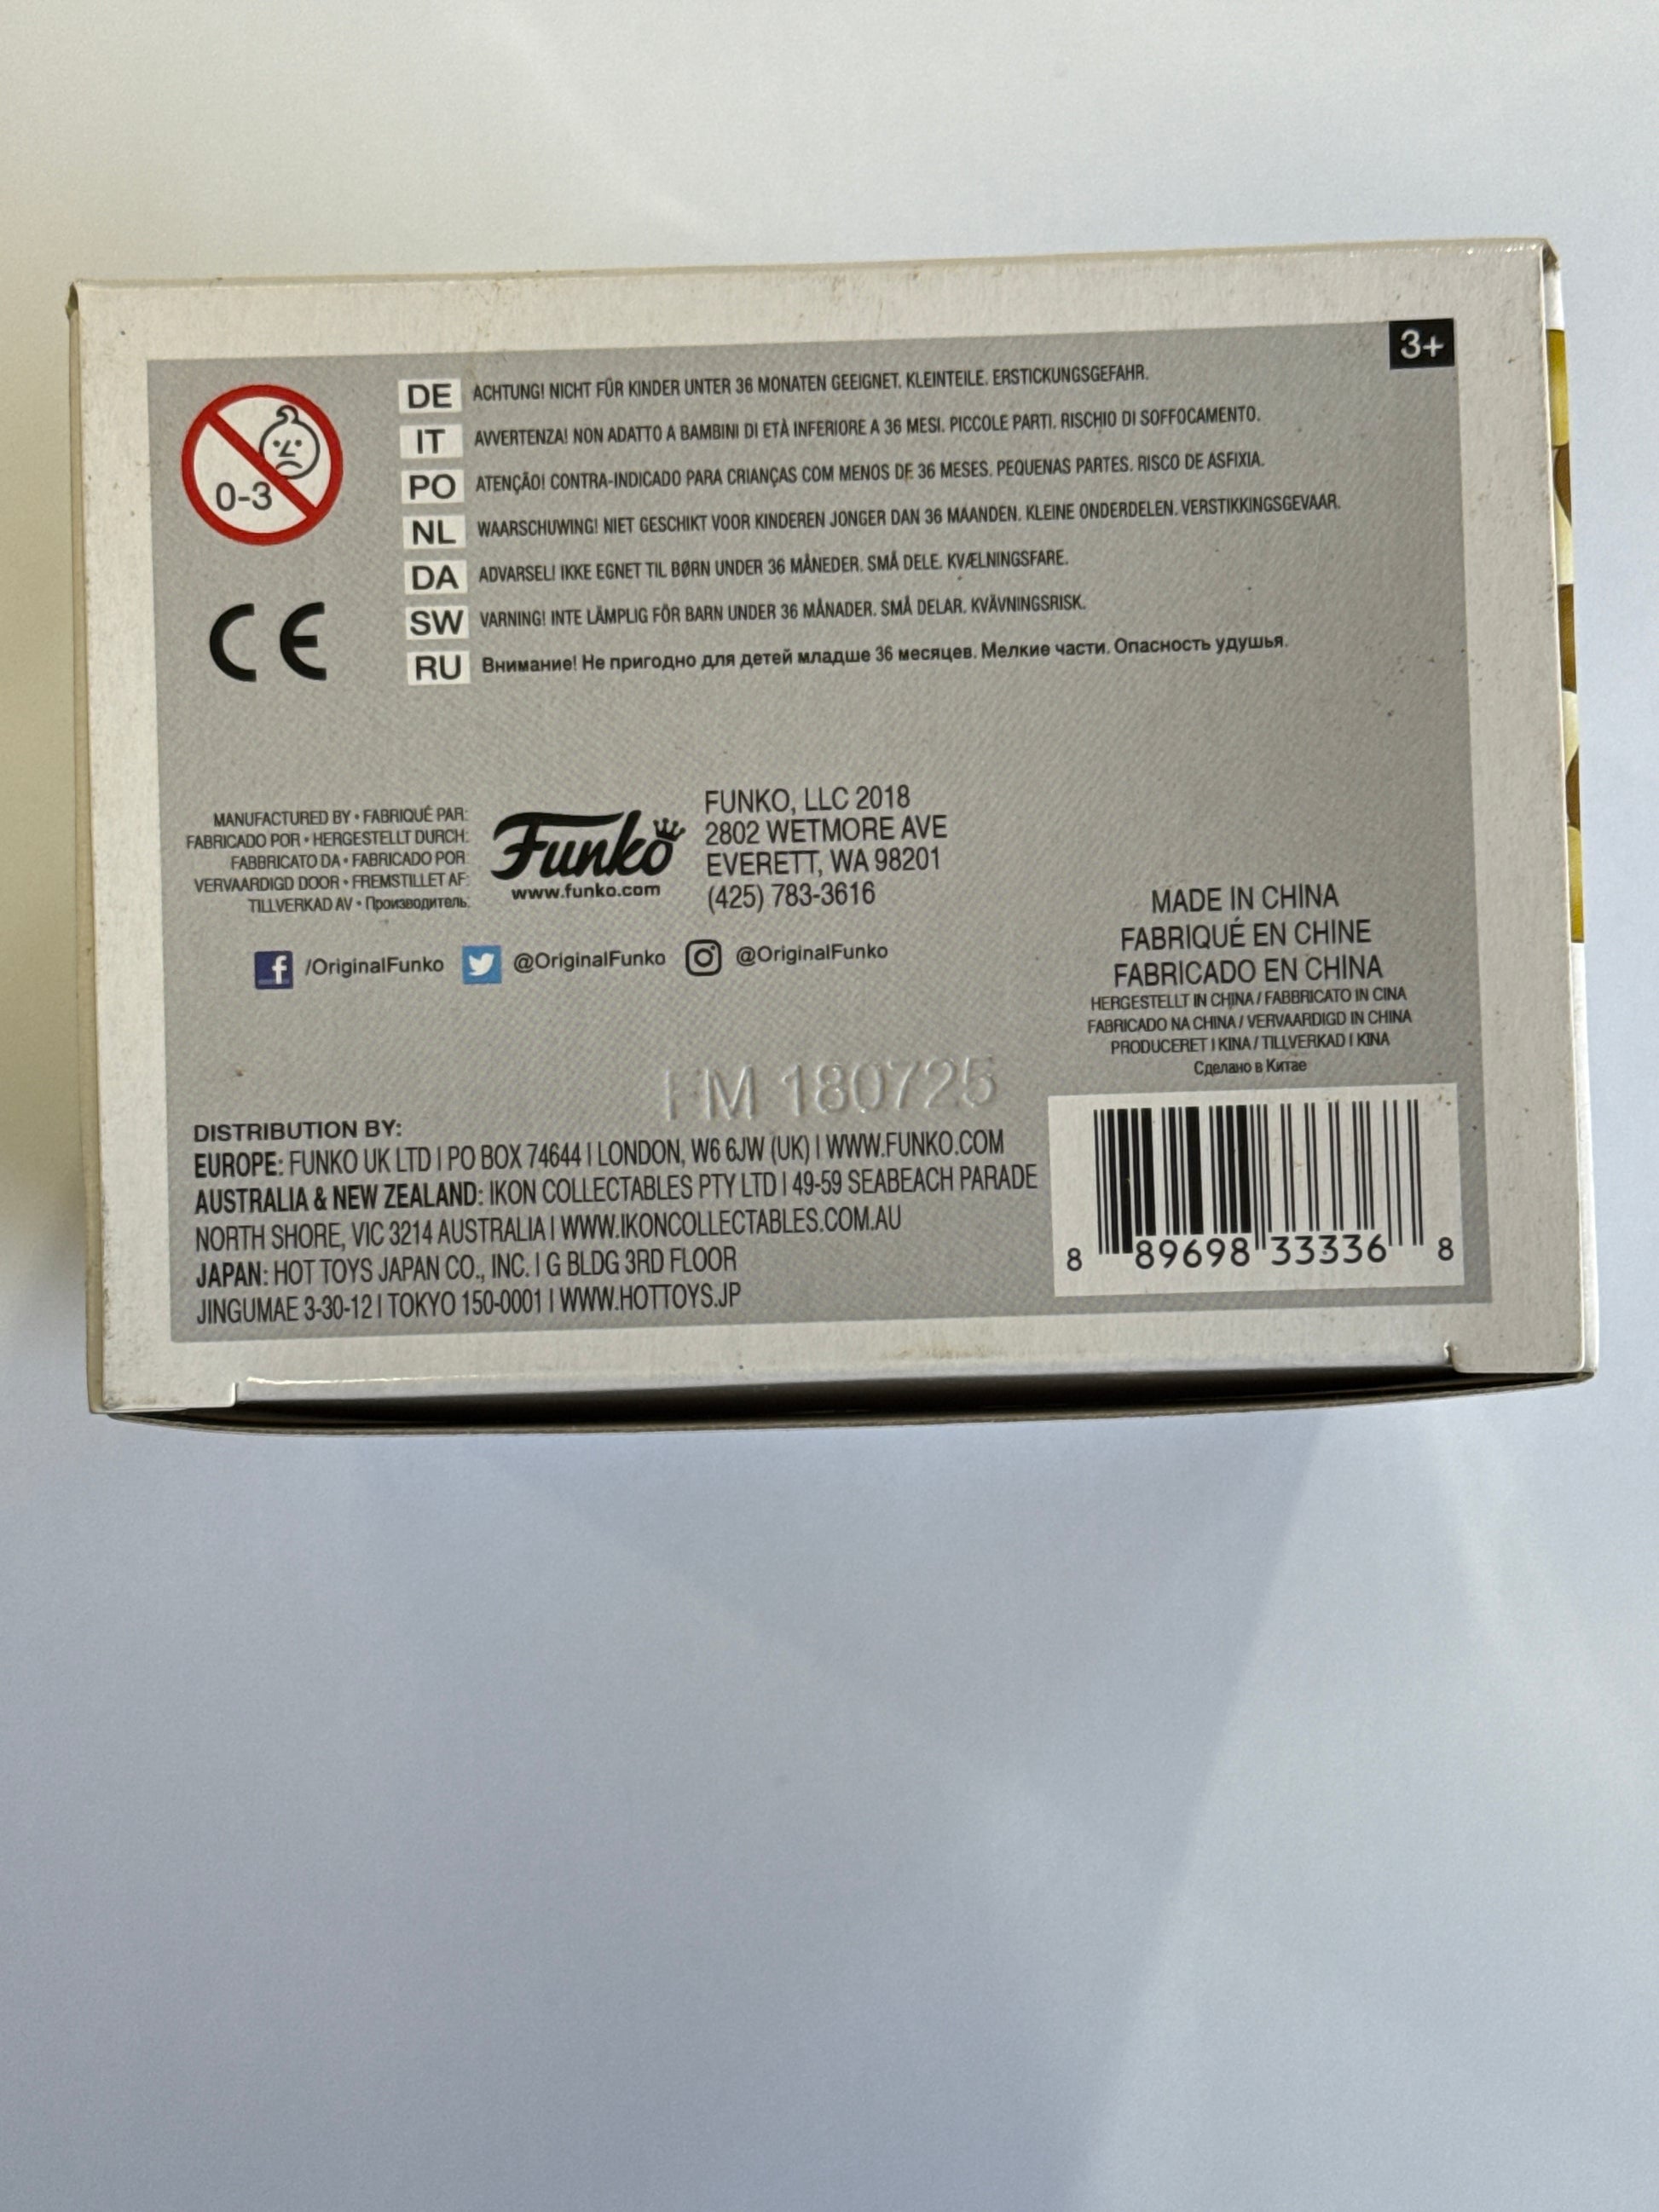 3+
0-3
DE ACHTUNG! NICHT FÜR KINDER UNTER 36 MONATEN GEEIGNET. KLEINTEILE. ERSTICKUNGSGEFAHR.
IT AVVERTENZA! NON ADATTO A BAMBINI DI ETÀ INFERIORE A 36 MESI. PICCOLE PARTI. RISCHIO DI SOFFOCAMENTO.
PO ATENÇÃO! CONTRA-INDICADO PARA CRIANÇAS COM MENOS DE 36 MESES. PEQUENAS PARTES. RISCO DE ASFIXIA.
NL WAARSCHUWING! NIET GESCHIKT VOOR KINDEREN JONGER DAN 36 MAANDEN. KLEINE ONDERDELEN. VERSTIKKINGSGEVAAR.
DA ADVARSEL! IKKE EGNET TIL BØRN UNDER 36 MÅNEDER. SMÅ DELE. KVÆLNINGSFARE.
SW VARNING! INTE LÄMPLIG FÖR BARN UNDER 36 MÅNADER. SMÅ DELAR. KVÄVNINGSRISK.
RU Внимание! Не пригодно для детей младше 36 месяцев. Мелкие части. Опасность удушья.
CE
MANUFACTURED BY • FABRIQUÉ PAR:
FABRICADO POR • HERGESTELLT DURCH:
FABBRICATO DA • FABRICADO POR
VERVAARDIGD DOOR • FREMSTILLET AF:
TILLVERKAD AV • Производитель:
Funko
www.funko.com
FUNKO, LLC 2018
2802 WETMORE AVE
EVERETT, WA 98201
(425) 783-3616
/OriginalFunko @OriginalFunko @OriginalFunko
MADE IN CHINA
FABRIQUÉ EN CHINE
FABRICADO EN CHINA
HERGESTELLT IN CHINA / FABBRICATO IN CINA
FABRICADO NA CHINA / VERVAARDIGD IN CHINA
PRODUCERET I KINA / TILLVERKAD I KINA
Сделано в Китае
FM 180725
DISTRIBUTION BY:
EUROPE: FUNKO UK LTD | PO BOX 74644 | LONDON, W6 6JW (UK) | WWW.FUNKO.COM
AUSTRALIA & NEW ZEALAND: IKON COLLECTABLES PTY LTD | 49-59 SEABEACH PARADE
NORTH SHORE, VIC 3214 AUSTRALIA | WWW.IKONCOLLECTABLES.COM.AU
JAPAN: HOT TOYS JAPAN CO., INC. | G BLDG 3RD FLOOR
JINGUMAE 3-30-12 | TOKYO 150-0001 | WWW.HOTTOYS.JP
8 89698 33336 8